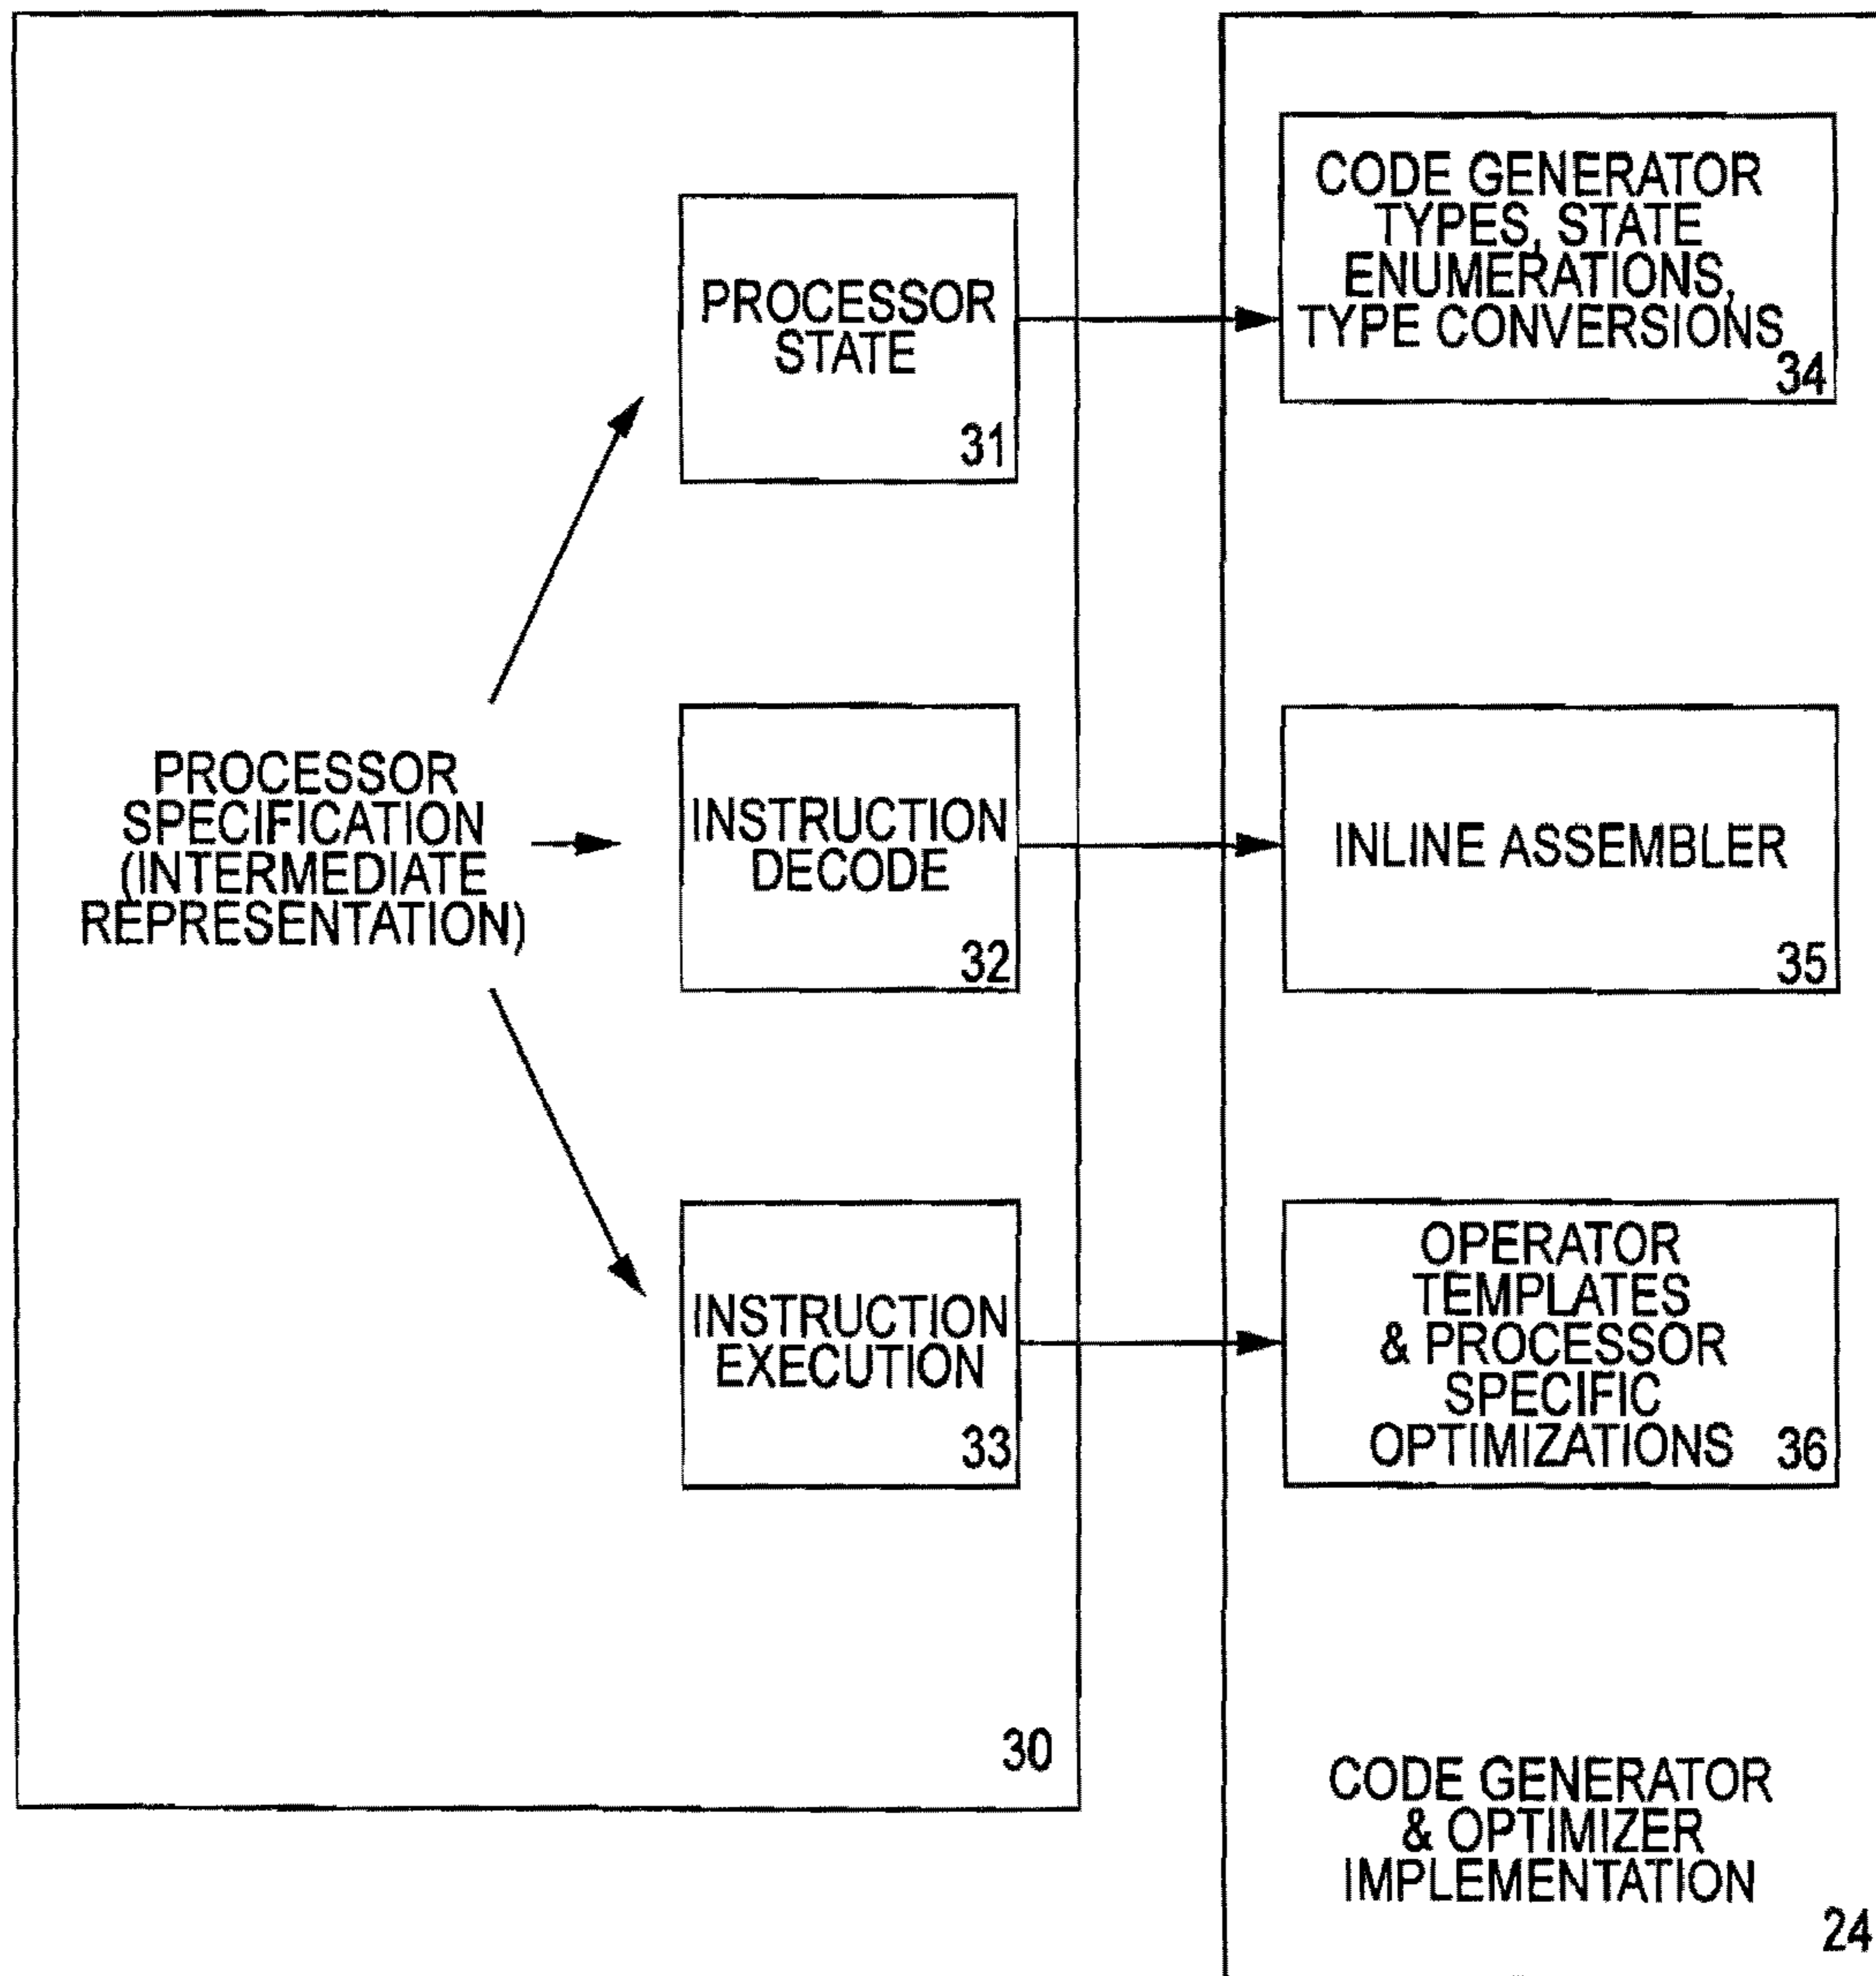 PROCESSOR
SPECIFICATION
(INTERMEDIATE
REPRESENTATION)
PROCESSOR
STATE
31
INSTRUCTION
DECODE
32
INSTRUCTION
EXECUTION
33
30
CODE GENERATOR
TYPES, STATE
ENUMERATIONS,
TYPE CONVERSIONS
34
INLINE ASSEMBLER
35
OPERATOR
TEMPLATES
& PROCESSOR
SPECIFIC
OPTIMIZATIONS
36
CODE GENERATOR
& OPTIMIZER
IMPLEMENTATION
24